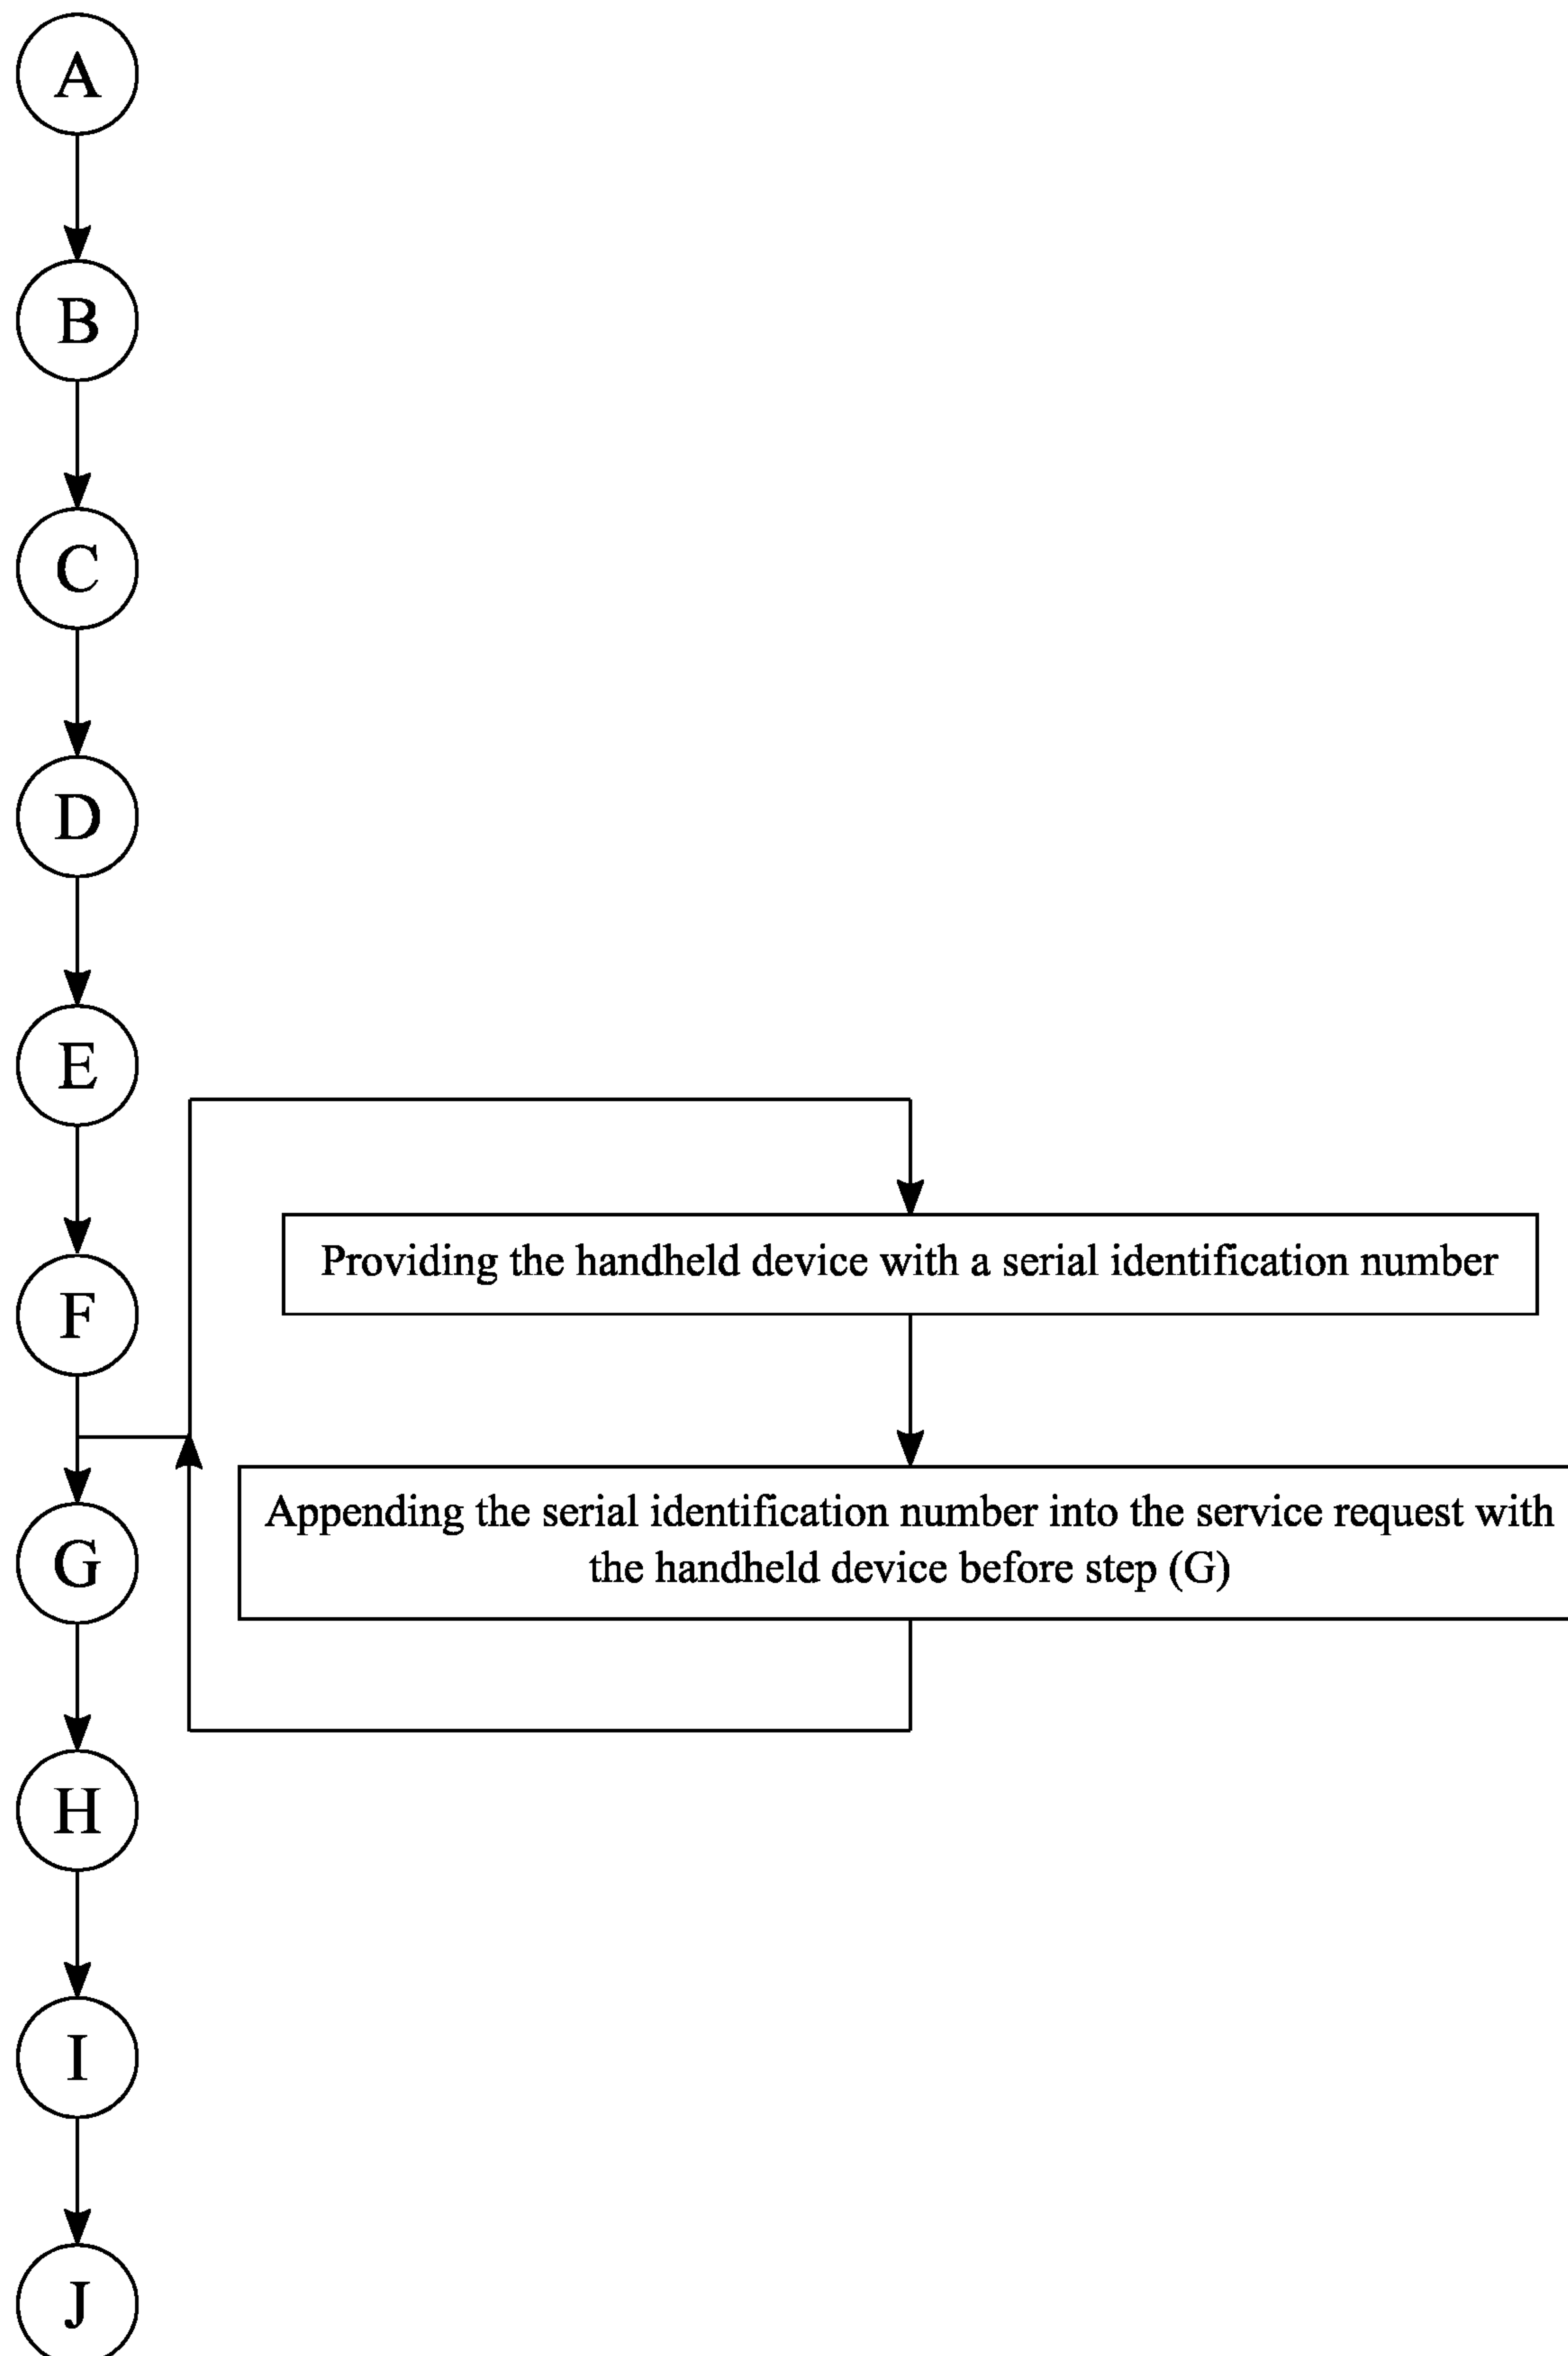 A
B
C
D
E
F
Providing the handheld device with a serial identification number
Appending the serial identification number into the service request with
the handheld device before step (G)
G
H
I
J